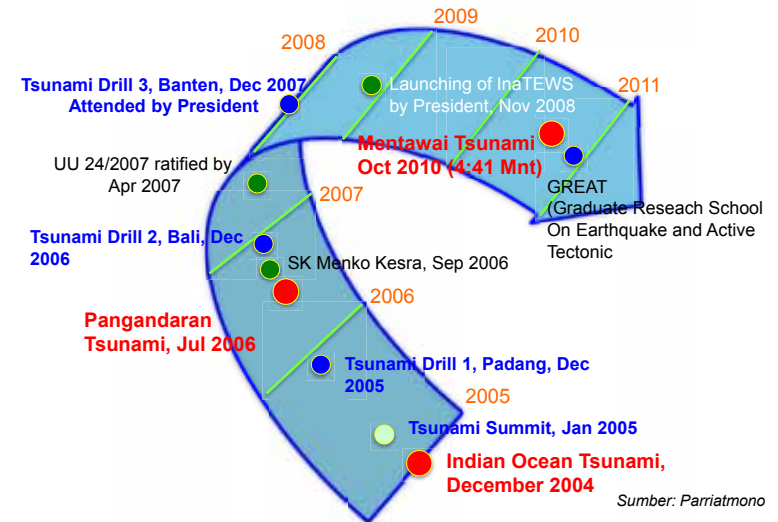 2009
2008
2010
Tsunami Drill 3, Banten, Dec 2007
Attended by President
Launching of InaTEWS
by President, Nov 2008
2011
Mentawai Tsunami
Oct 2010 (4:41 Mnt)
UU 24/2007 ratified by
Apr 2007
GREAT
(Graduate Reseach School
On Earthquake and Active
Tectonic
2007
Tsunami Drill 2, Bali, Dec
2006
SK Menko Kesra, Sep 2006
2006
Pangandaran
Tsunami, Jul 2006
Tsunami Drill 1, Padang, Dec
2005
2005
Tsunami Summit, Jan 2005
Indian Ocean Tsunami,
December 2004
Sumber: Parriatmono